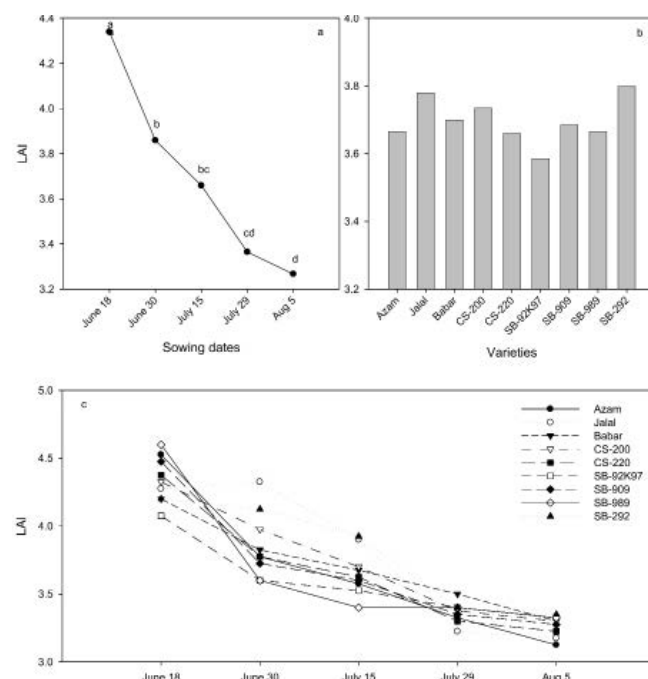 4.4
4.2
4.0
3.8
3.6
3.4
3.2
LAI
a
a
b
bc
cd
d
June 18
June 30
July 15
July 29
Aug 5
Sowing dates
4.0
3.8
3.6
3.4
3.2
b
Azam
Jalal
Babar
CS-200
CS-220
SB-92K97
SB-909
SB-989
SB-292
Varieties
5.0
4.5
4.0
3.5
3.0
LAI
c
Azam
Jalal
Babar
CS-200
CS-220
SB-92K97
SB-909
SB-989
SB-292
June 18
June 30
July 15
July 29
Aug 5